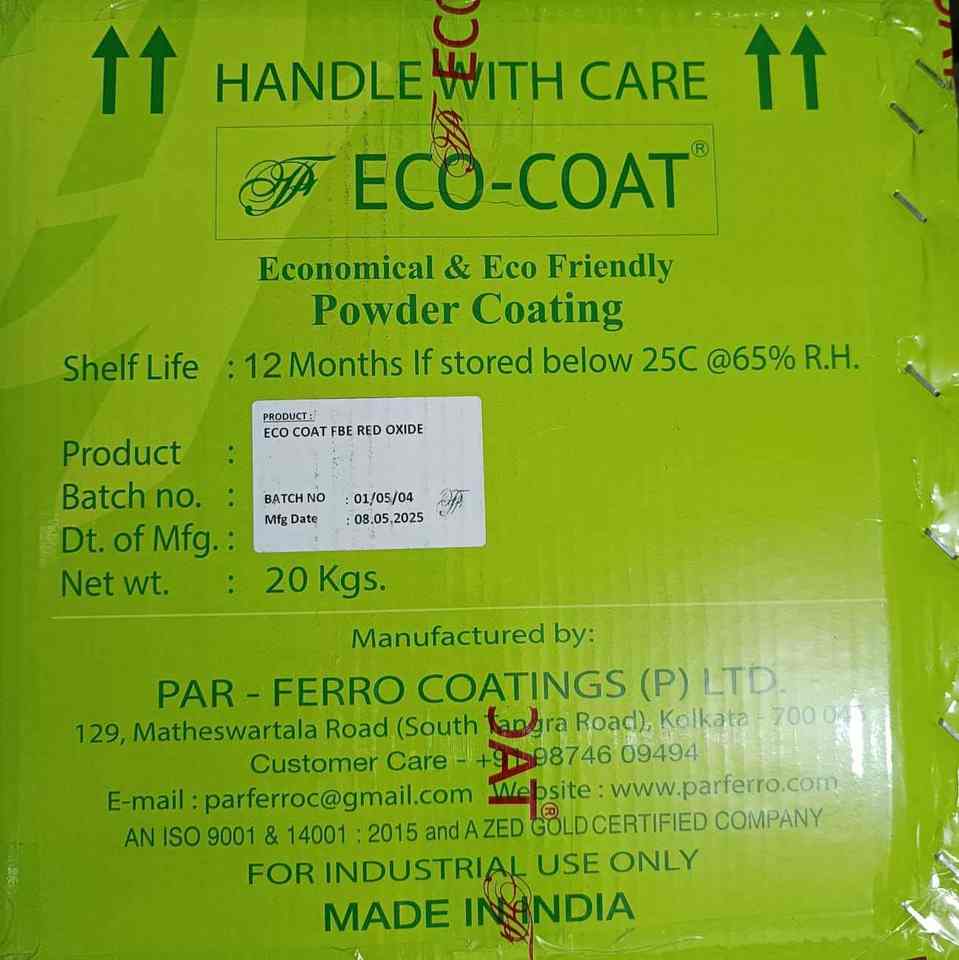 HANDLE WITH CARE
ECO-COAT®
Economical & Eco Friendly
Powder Coating
Shelf Life : 12 Months If stored below 25C @65% R.H.
PRODUCT :
ECO COAT FBE RED OXIDE
Product :
Batch no. :
BATCH NO : 01/05/04
Mfg Date : 08.05.2025
Dt. of Mfg. :
Net wt. : 20 Kgs.
Manufactured by:
PAR - FERRO COATINGS (P) LTD.
129, Matheswartala Road (South Tangra Road), Kolkata - 700
Customer Care - 98746 09494
E-mail : parferroc@gmail.com Website : www.parferro.com
AN ISO 9001 & 14001 : 2015 and A ZED GOLD CERTIFIED COMPANY
FOR INDUSTRIAL USE ONLY
MADE IN INDIA
ECO
OAT®